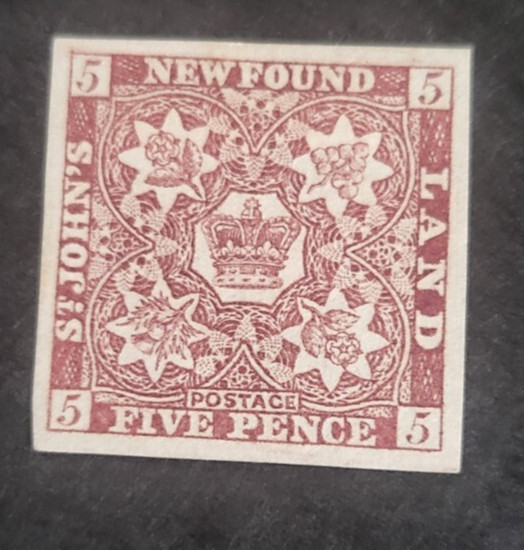 5 NEWFOUND 5
ST. JOHN'S
LAND
POSTAGE
5 FIVE PENCE 5